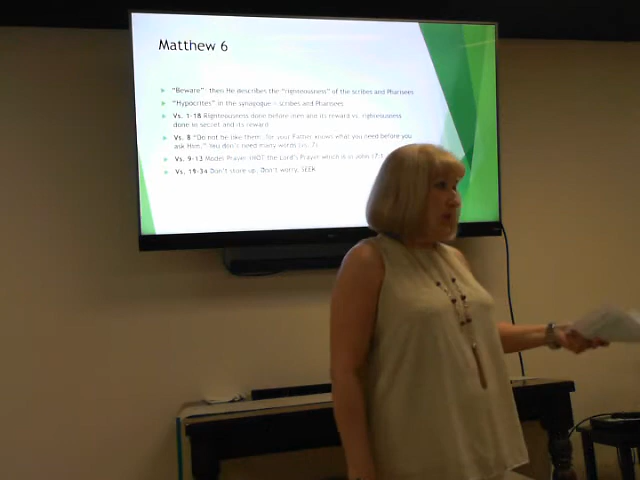 Matthew 6
"Beware" then He describes the "righteousness" of the scribes and Pharisees
"Hypocrites" in the synagogue - scribes and Pharisees
Vs. 1-18 Righteousness done before men and its reward vs. righteousness
done in secret and its reward
Vs. 8 "Do not be like them; for your Father knows what you need before you
ask Him." You don't need many words (vs. 7)
Vs. 9-13 Model Prayer (NOT the Lord's Prayer which is in John
Vs. 19-34 Don't store up, Don't worry, SEEK